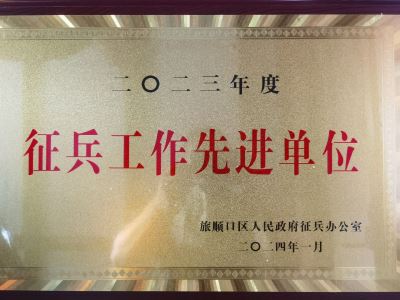 二〇二三年度
征兵工作先进单位
旅顺口区人民政府征兵办公室
二〇二四年一月